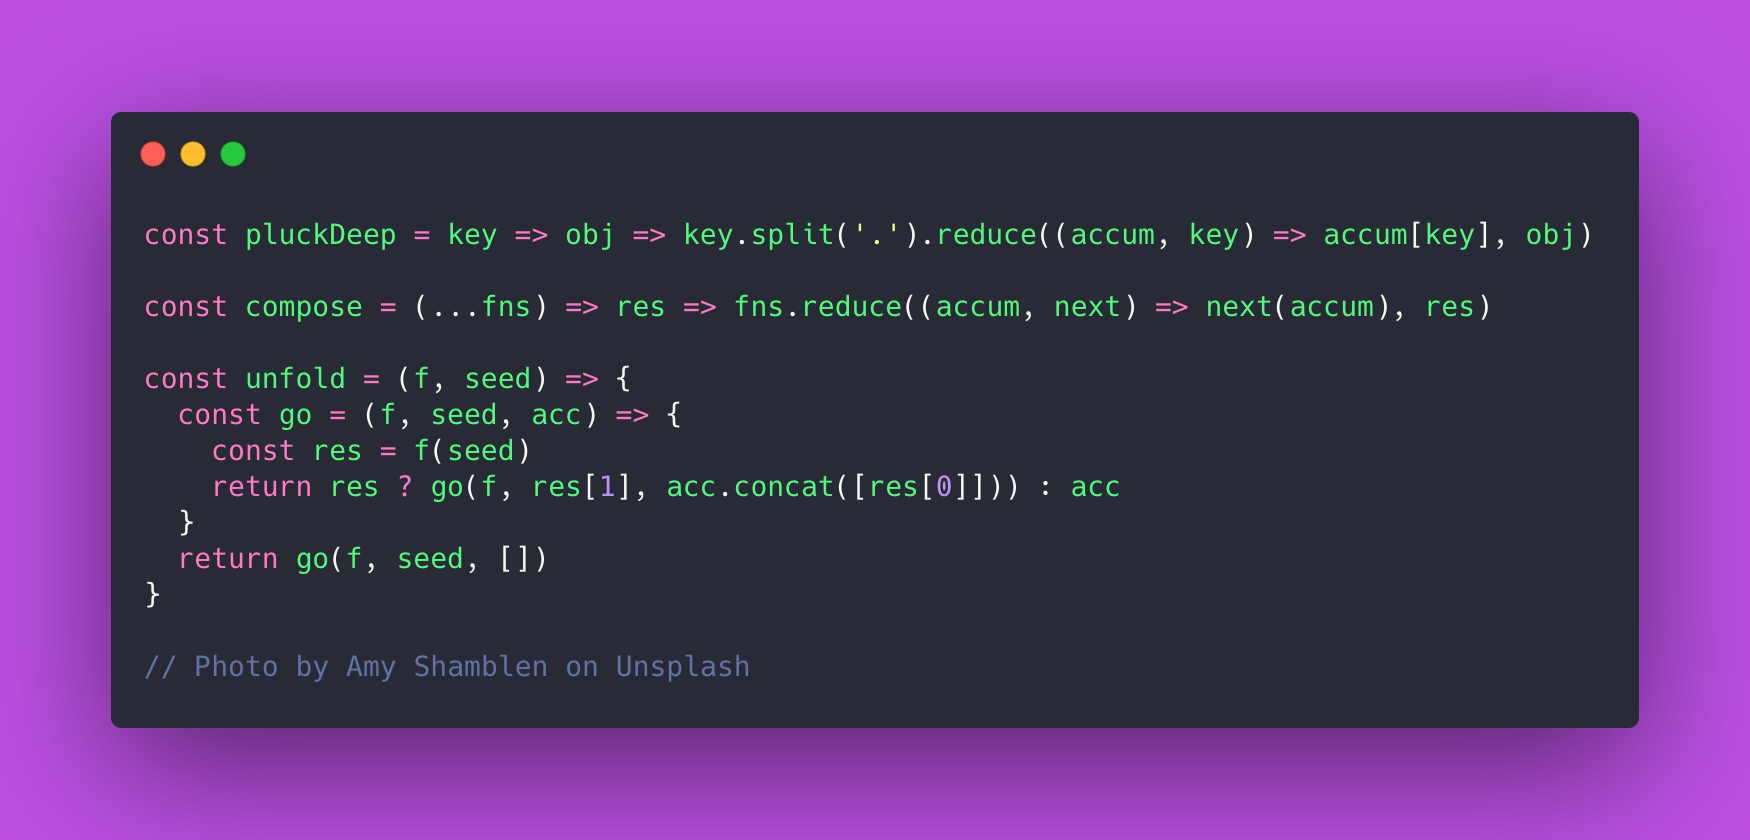 const pluckDeep = key => obj => key.split('.').reduce((accum, key) => accum[key], obj)

const compose = (...fns) => res => fns.reduce((accum, next) => next(accum), res)

const unfold = (f, seed) => {
  const go = (f, seed, acc) => {
    const res = f(seed)
    return res ? go(f, res[1], acc.concat([res[0]])) : acc
  }
  return go(f, seed, [])
}

// Photo by Amy Shamblen on Unsplash